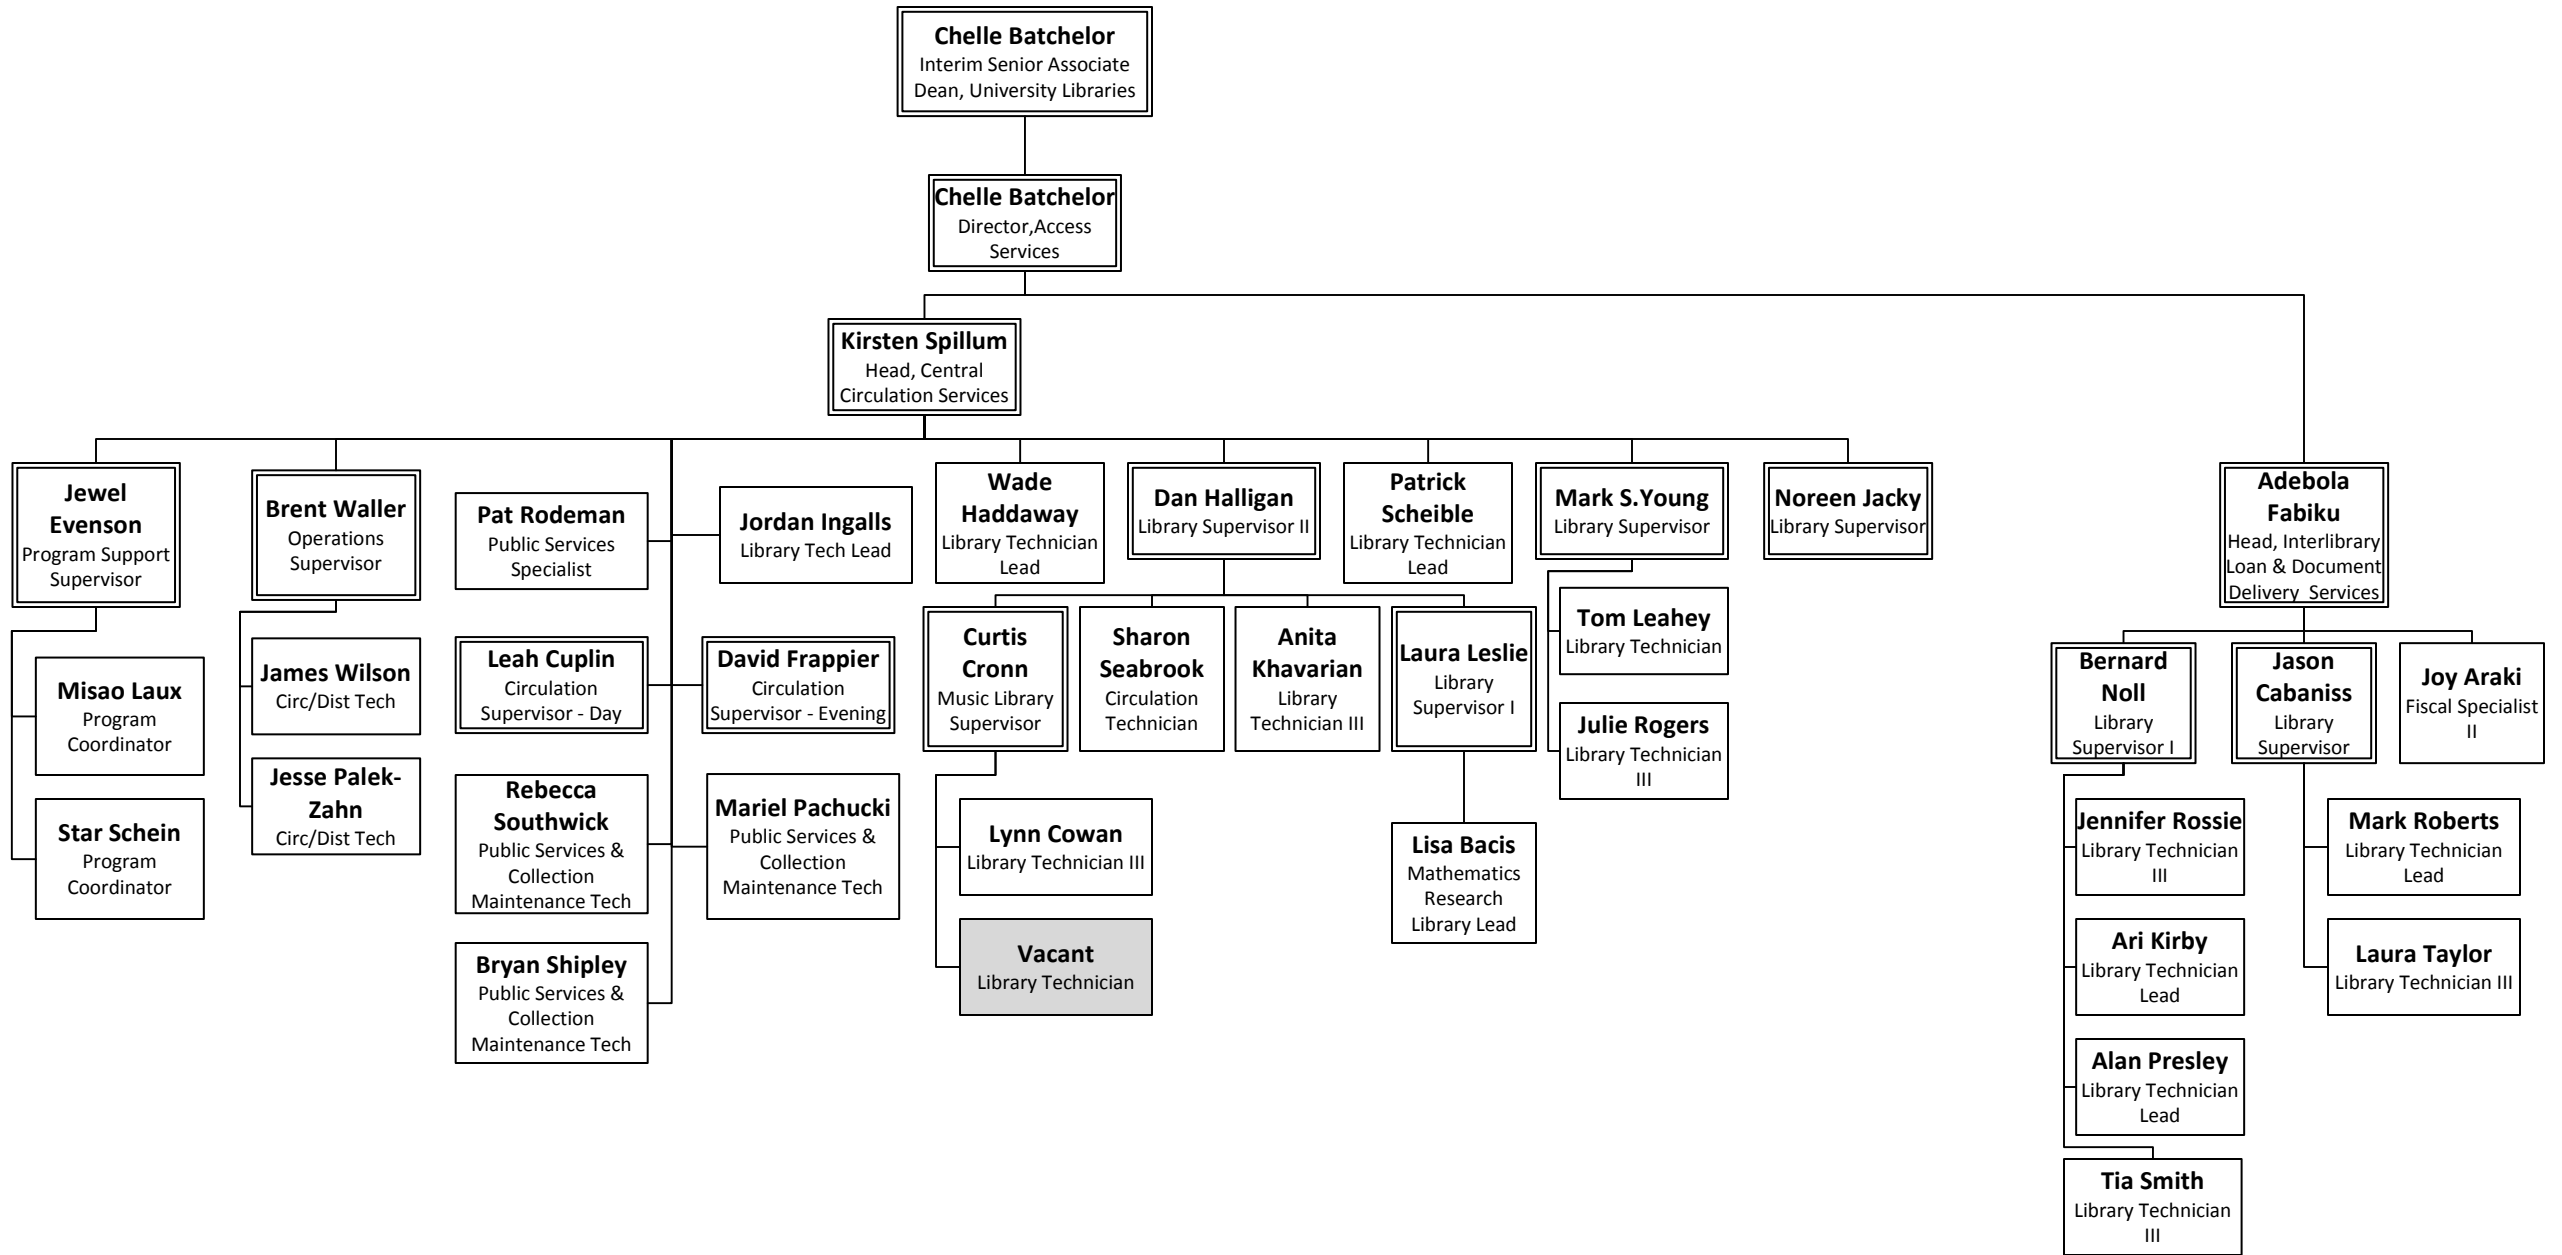 Chelle Batchelor
Interim Senior Associate
Dean, University Libraries
Chelle Batchelor
Director,Access
Services
Kirsten Spillum
Head, Central
Circulation Services
Jewel
Evenson
Program Support
Supervisor
Misao Laux
Program
Coordinator
Star Schein
Program
Coordinator
Brent Waller
Operations
Supervisor
James Wilson
Circ/Dist Tech
Jesse Palek-
Zahn
Circ/Dist Tech
Pat Rodeman
Public Services
Specialist
Jordan Ingalls
Library Tech Lead
Leah Cuplin
Circulation
Supervisor - Day
David Frappier
Circulation
Supervisor - Evening
Rebecca
Southwick
Public Services &
Collection
Maintenance Tech
Mariel Pachucki
Public Services &
Collection
Maintenance Tech
Bryan Shipley
Public Services &
Collection
Maintenance Tech
Wade
Haddaway
Library Technician
Lead
Dan Halligan
Library Supervisor II
Curtis
Cronn
Music Library
Supervisor
Lynn Cowan
Library Technician III
Vacant
Library Technician
Sharon
Seabrook
Circulation
Technician
Anita
Khavarian
Library
Technician III
Laura Leslie
Library
Supervisor I
Lisa Bacis
Mathematics
Research
Library Lead
Patrick
Scheible
Library Technician
Lead
Mark S.Young
Library Supervisor
Tom Leahey
Library Technician
Julie Rogers
Library Technician
III
Noreen Jacky
Library Supervisor
Adebola
Fabiku
Head, Interlibrary
Loan & Document
Delivery  Services
Bernard
Noll
Library
Supervisor I
Jennifer Rossie
Library Technician
III
Ari Kirby
Library Technician
Lead
Alan Presley
Library Technician
Lead
Tia Smith
Library Technician
III
Jason
Cabaniss
Library
Supervisor
Mark Roberts
Library Technician
Lead
Laura Taylor
Library Technician III
Joy Araki
Fiscal Specialist
II